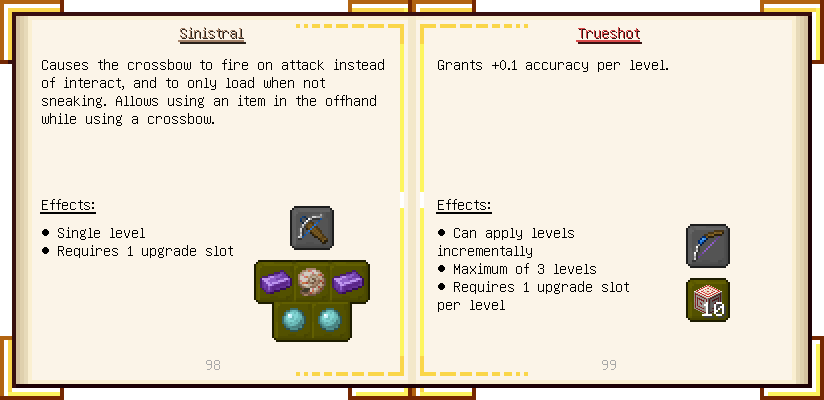 Sinistral
Causes the crossbow to fire on attack instead
of interact, and to only load when not
sneaking. Allows using an item in the offhand
while using a crossbow.
Effects:
● Single level
● Requires 1 upgrade slot
98
Trueshot
Grants +0.1 accuracy per level.
Effects:
● Can apply levels
incrementally
● Maximum of 3 levels
● Requires 1 upgrade slot
per level
10
99